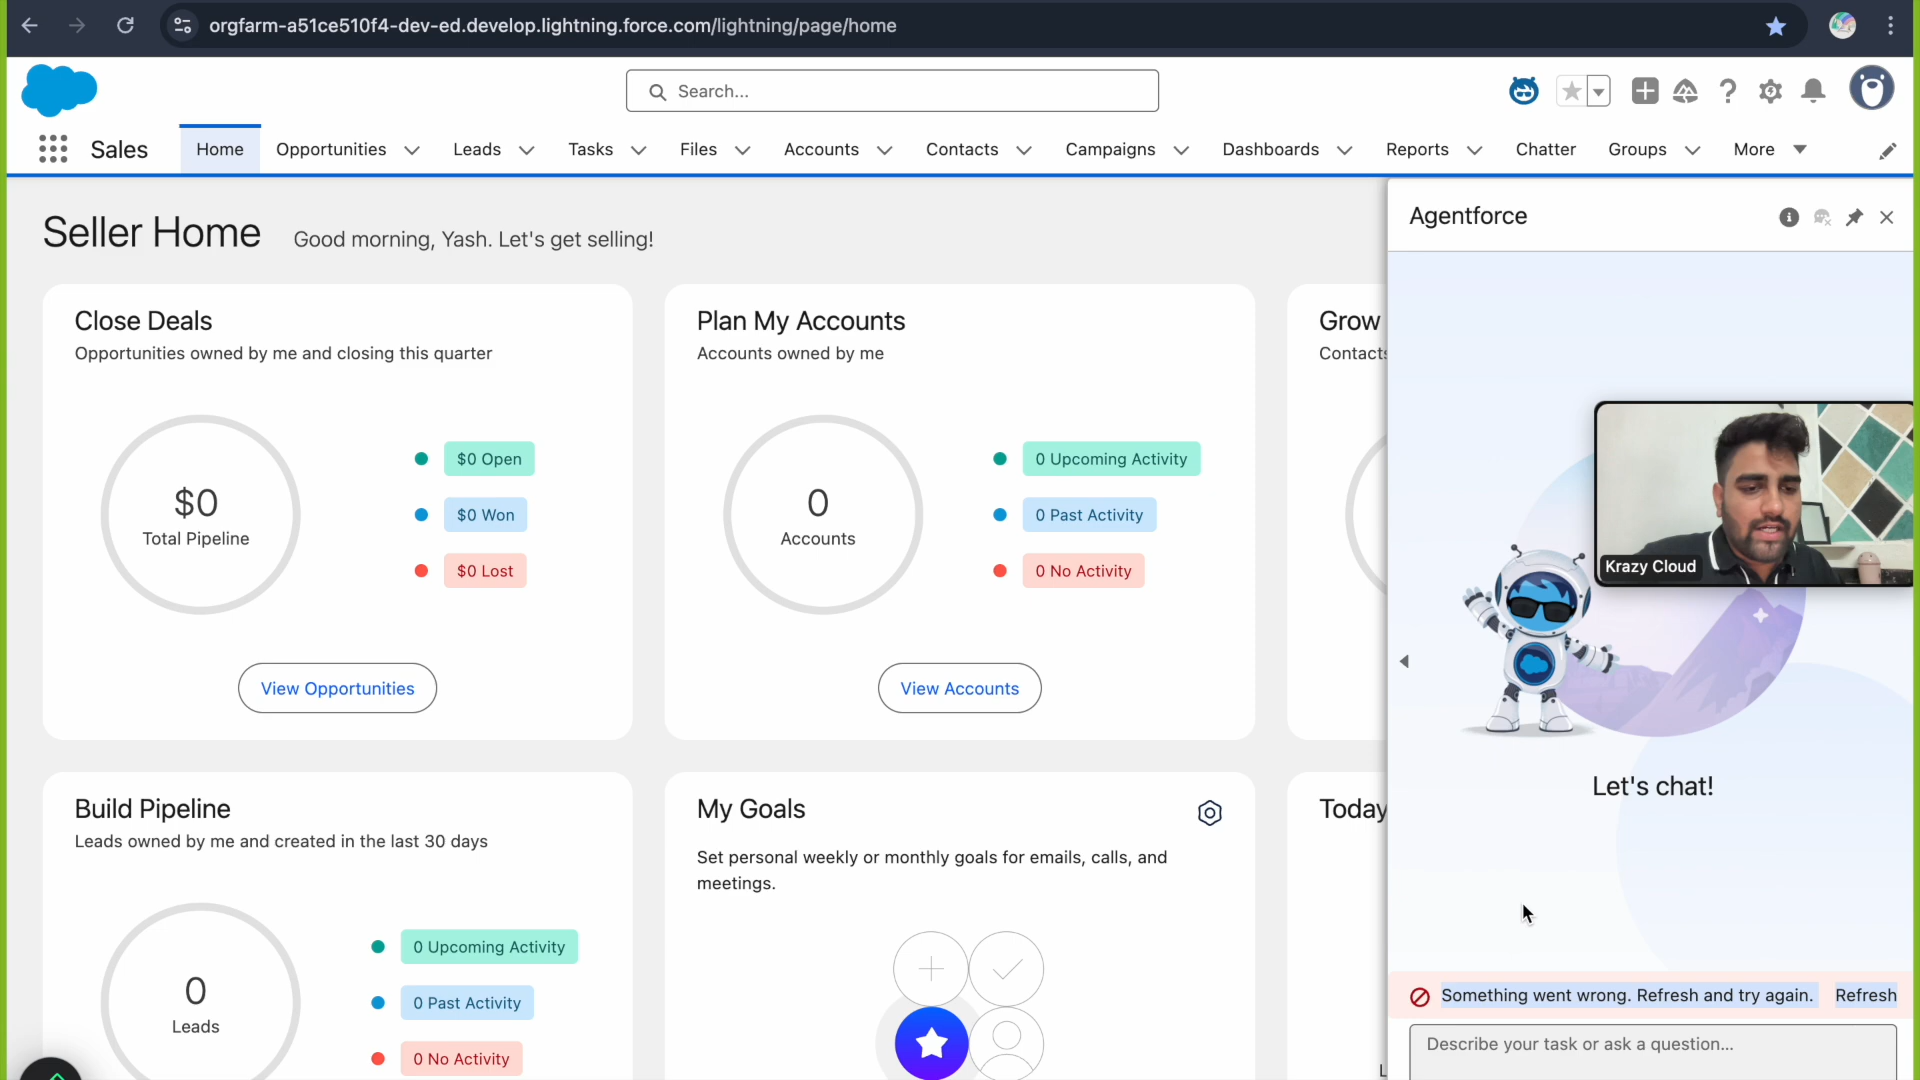 orgfarm-a51ce510f4-dev-ed.develop.lightning.force.com/lightning/page/home
Search...
Sales
Home
Opportunities
Leads
Tasks
Files
Accounts
Contacts
Campaigns
Dashboards
Reports
Chatter
Groups
More
Seller Home
Good morning, Yash. Let's get selling!
Close Deals
Opportunities owned by me and closing this quarter
$0
Total Pipeline
$0 Open
$0 Won
$0 Lost
View Opportunities
Plan My Accounts
Accounts owned by me
0
Accounts
0 Upcoming Activity
0 Past Activity
0 No Activity
View Accounts
Grow
Contacts
Build Pipeline
Leads owned by me and created in the last 30 days
0
Leads
0 Upcoming Activity
0 Past Activity
0 No Activity
My Goals
Set personal weekly or monthly goals for emails, calls, and
meetings.
Today
Agentforce
Krazy Cloud
Let's chat!
Something went wrong. Refresh and try again. Refresh
Describe your task or ask a question...